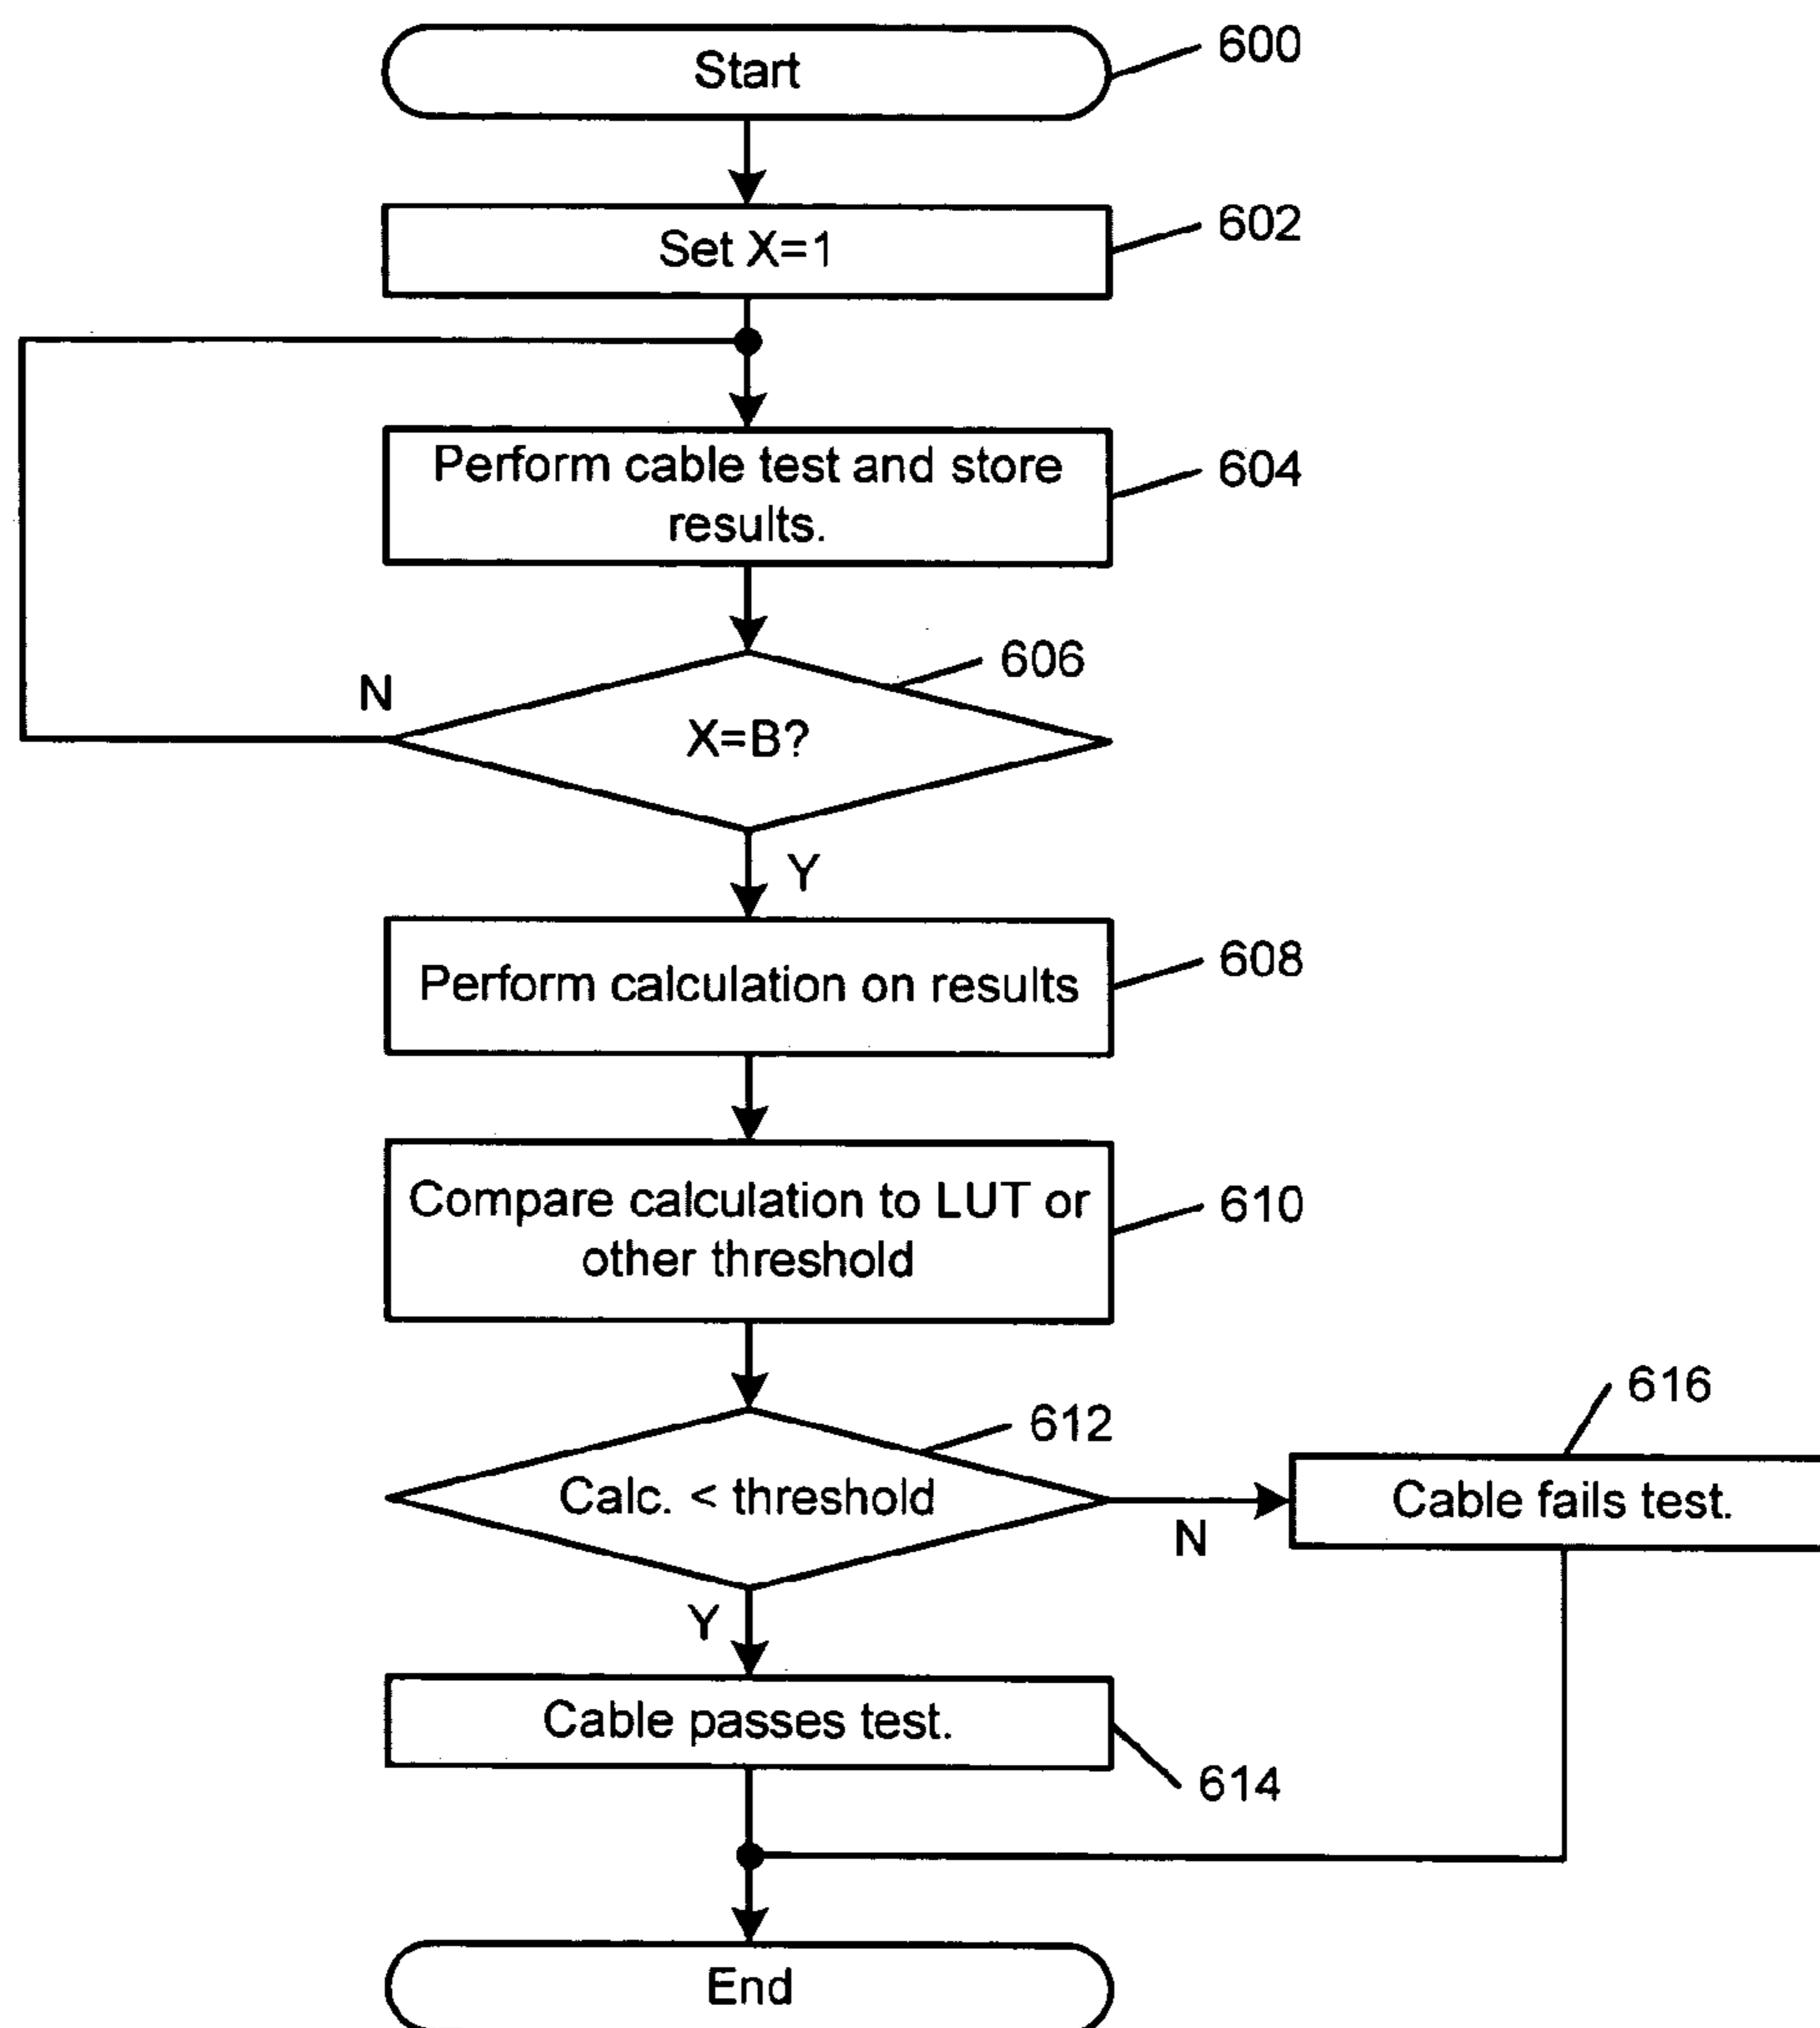 Start
600
Set X=1
602
Perform cable test and store
results.
604
606
N
X=B?
Y
Perform calculation on results
608
Compare calculation to LUT or
other threshold
610
612
616
Calc. < threshold
N
Cable fails test.
Y
Cable passes test.
614
End